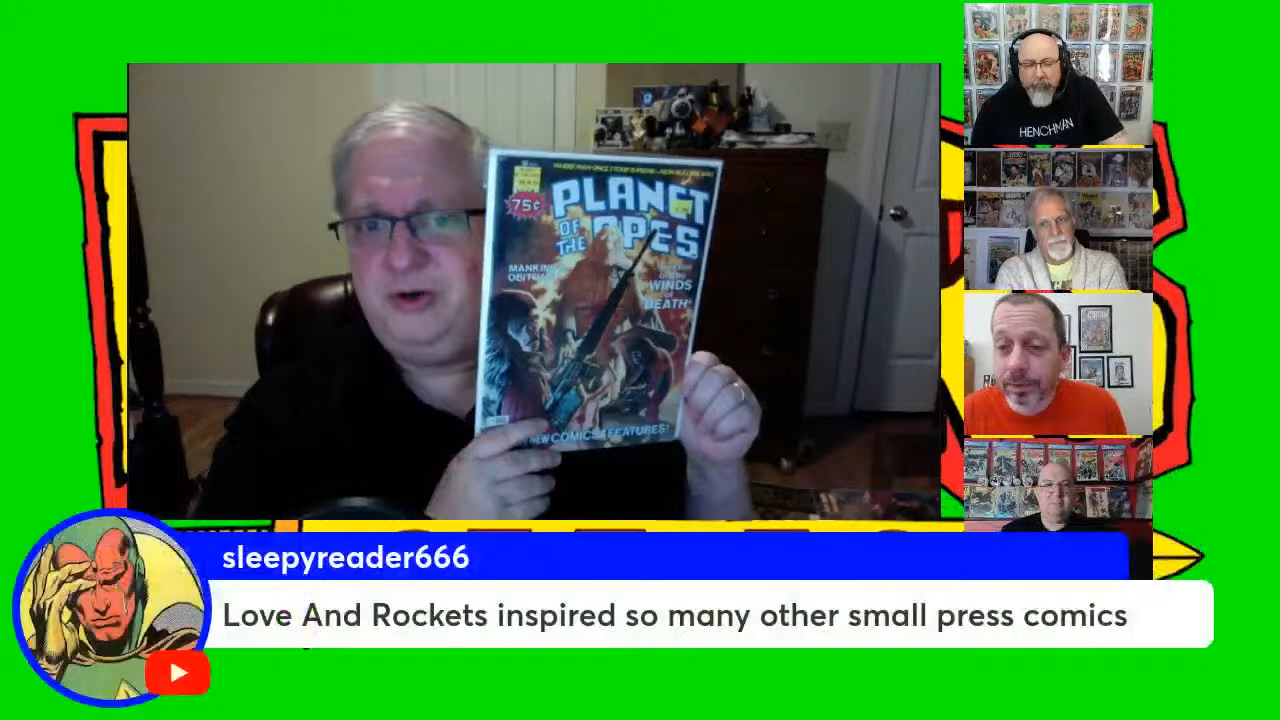 HENCHMAN
75¢
PLANET
OF
THE APES
WINDS
OF
DEATH
NEW COMICS & FEATURES!
sleepyreader666
Love And Rockets inspired so many other small press comics